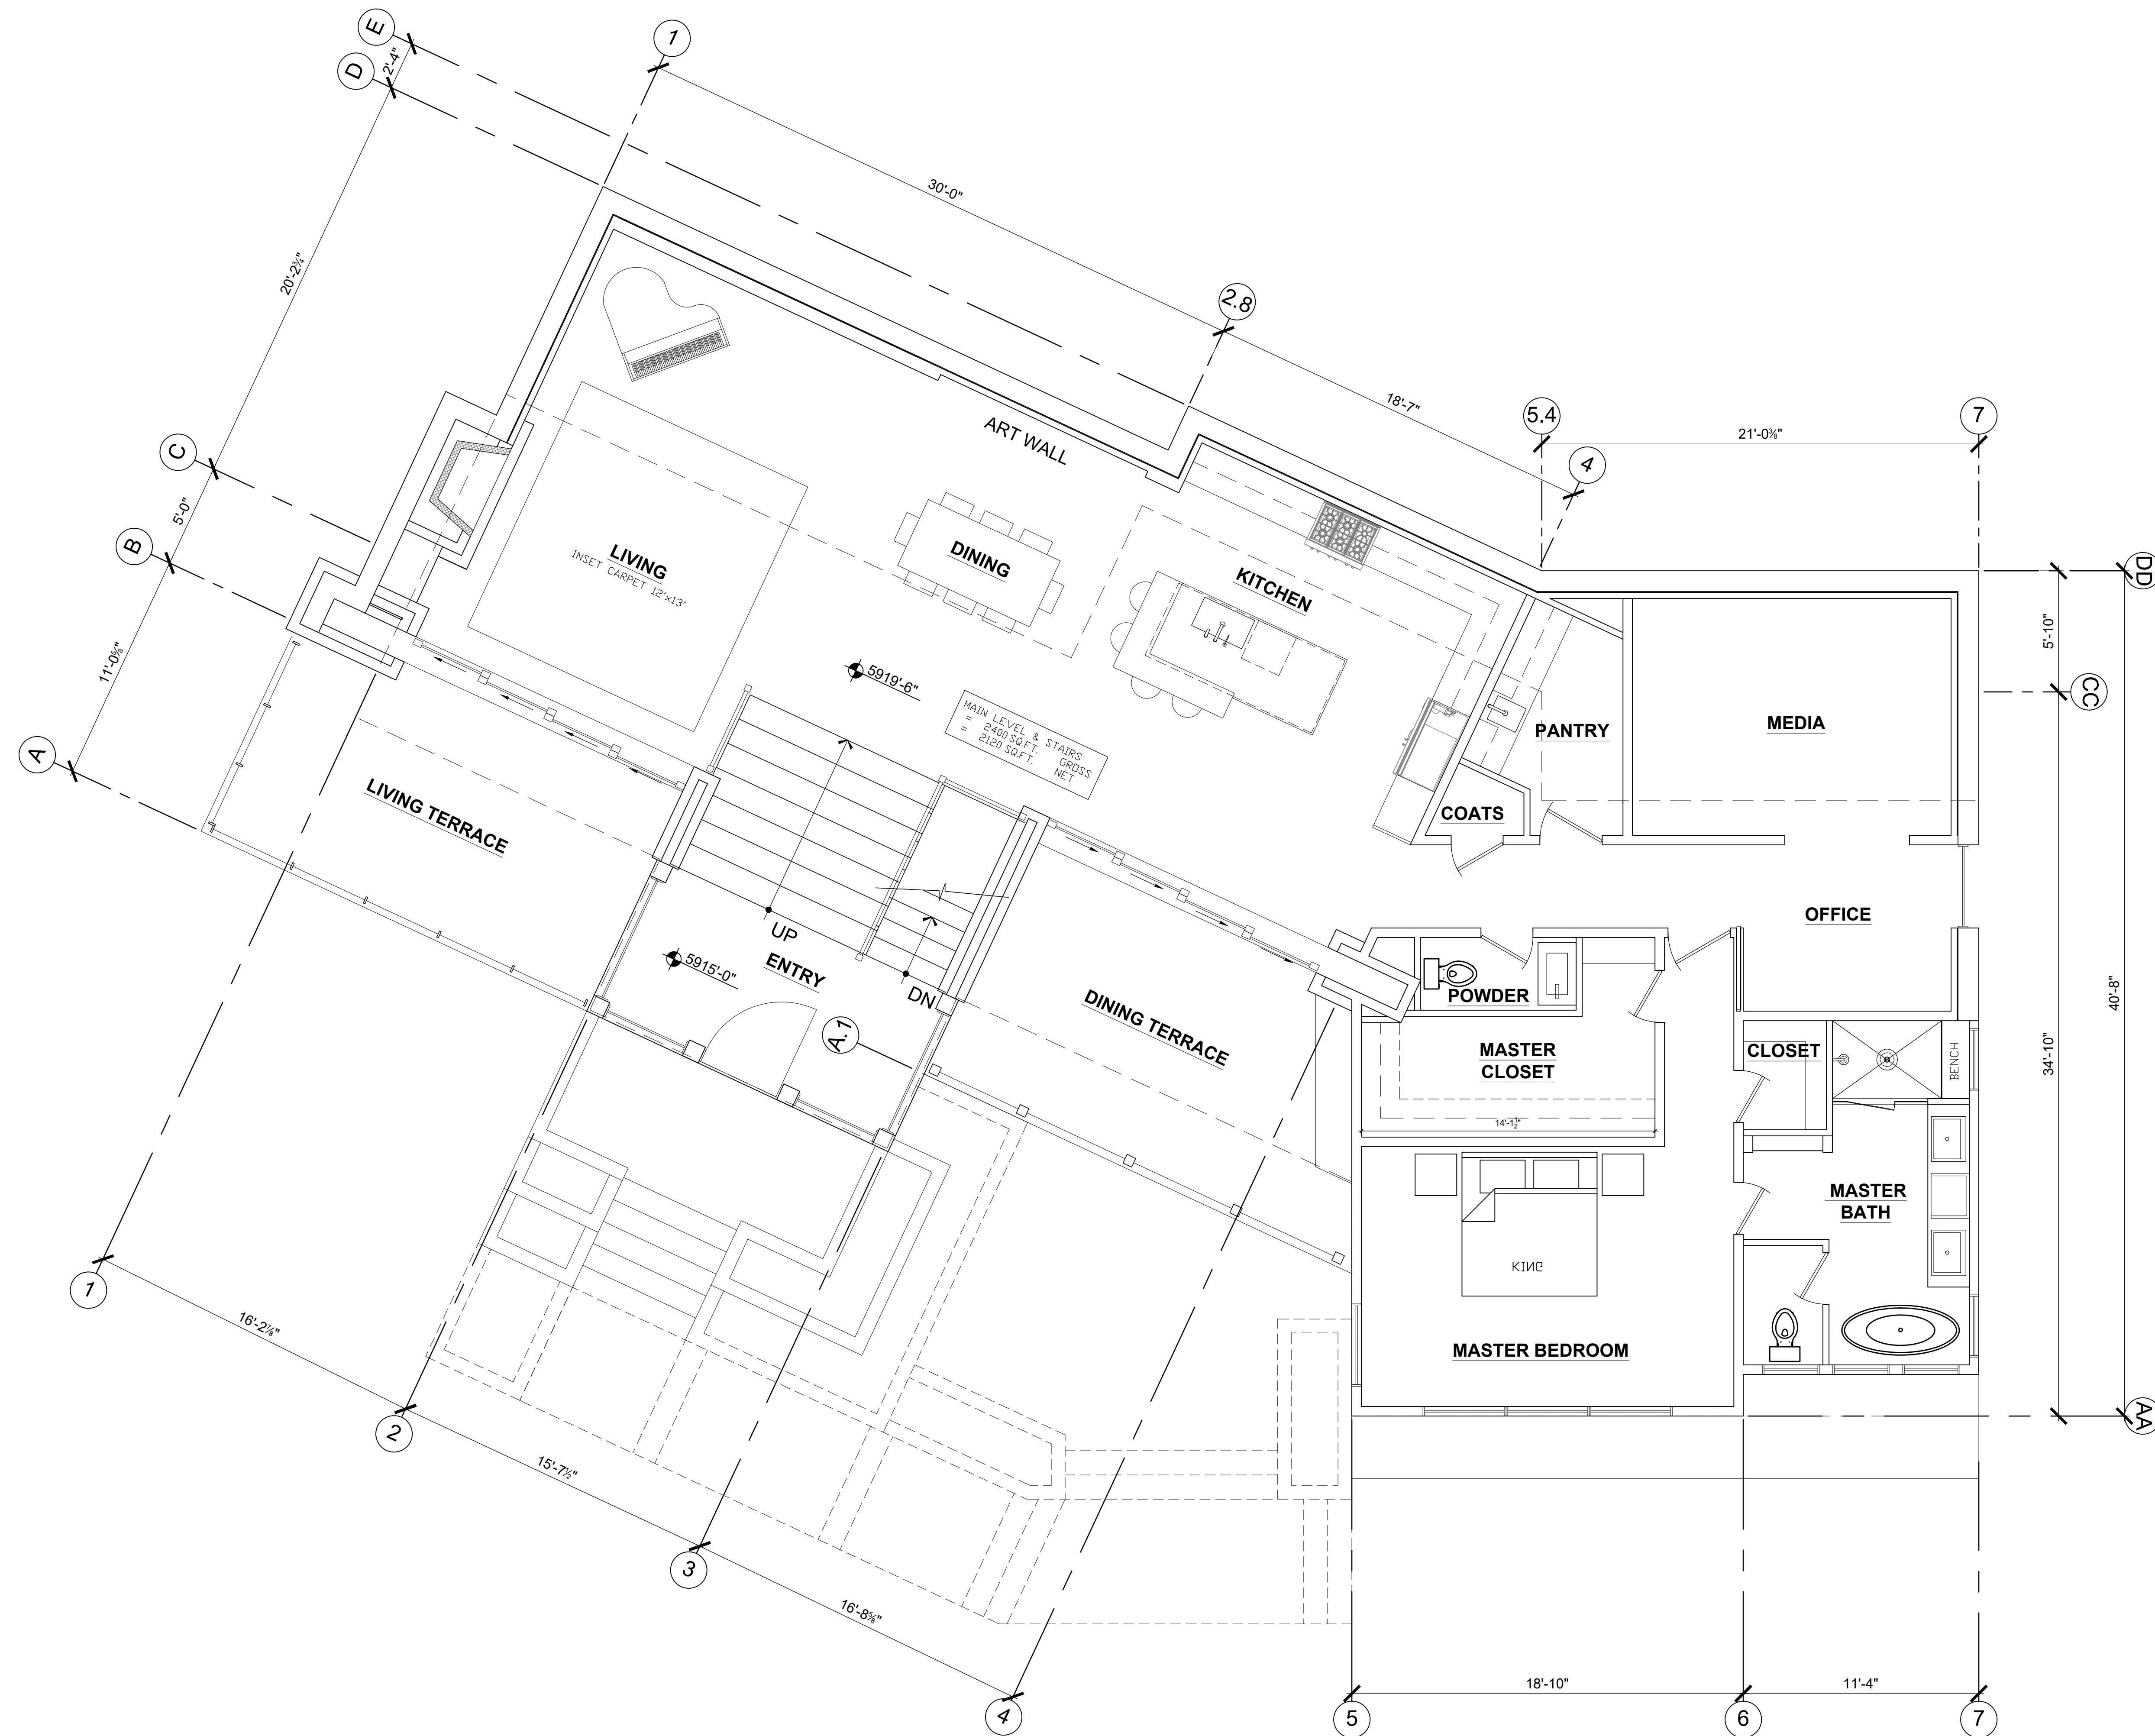 E
D
2'-4"
1
30'-0"
20'-2¾"
2.8
18'-7"
5.4
21'-0⅜"
7
4
ART WALL
C
5'-0"
B
LIVING
INSET CARPET 12'x13'
DINING
KITCHEN
DD
5'-10"
CC
11'-0⅝"
5919'-6"
MAIN LEVEL & STAIRS
= 2400 SQ.FT. GROSS
= 2120 SQ.FT. NET
PANTRY
MEDIA
A
LIVING TERRACE
COATS
OFFICE
UP
ENTRY
5915'-0"
DN
A.1
DINING TERRACE
POWDER
40'-8"
MASTER
CLOSET
CLOSET
BENCH
34'-10"
14'-1½"
MASTER
BATH
KING
MASTER BEDROOM
1
16'-2⅞"
2
15'-7½"
3
16'-8⅝"
4
AA
18'-10"
11'-4"
5
6
7